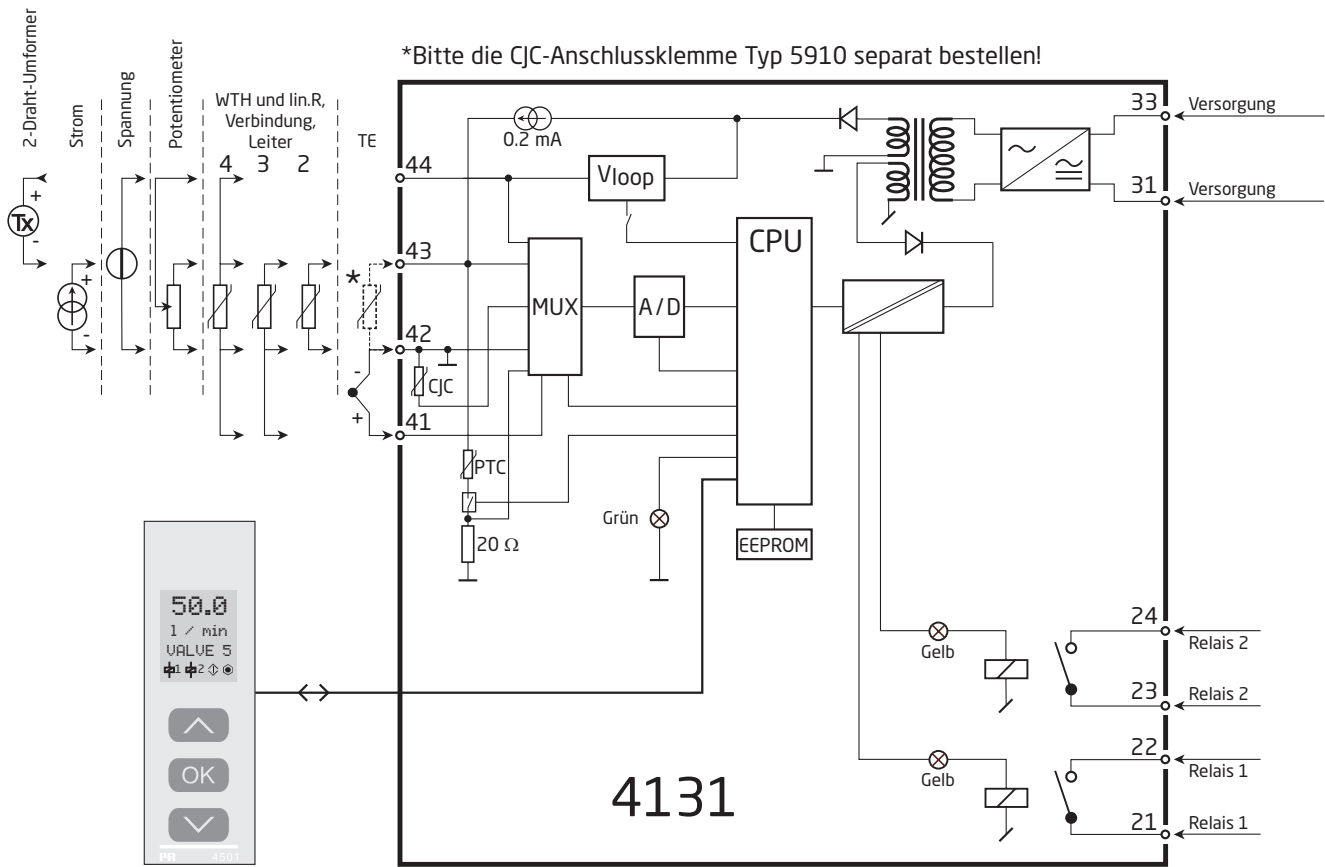 *Bitte die CJC-Anschlussklemme Typ 5910 separat bestellen!
2-Draht-Umformer
Strom
Spannung
Potentiometer
WTH und lin.R,
Verbindung,
Leiter
4 3 2
TE
+
Tx
-
+
-
*
-
+
44
43
42
41
0.2 mA
Vloop
CPU
MUX
A/D
CJC
PTC
20 Ω
Grün
EEPROM
33
Versorgung
31
Versorgung
24
Relais 2
Gelb
23
Relais 2
22
Relais 1
Gelb
21
Relais 1
4131
50.0
l / min
VALVE 5
1 2
OK
PR 4501